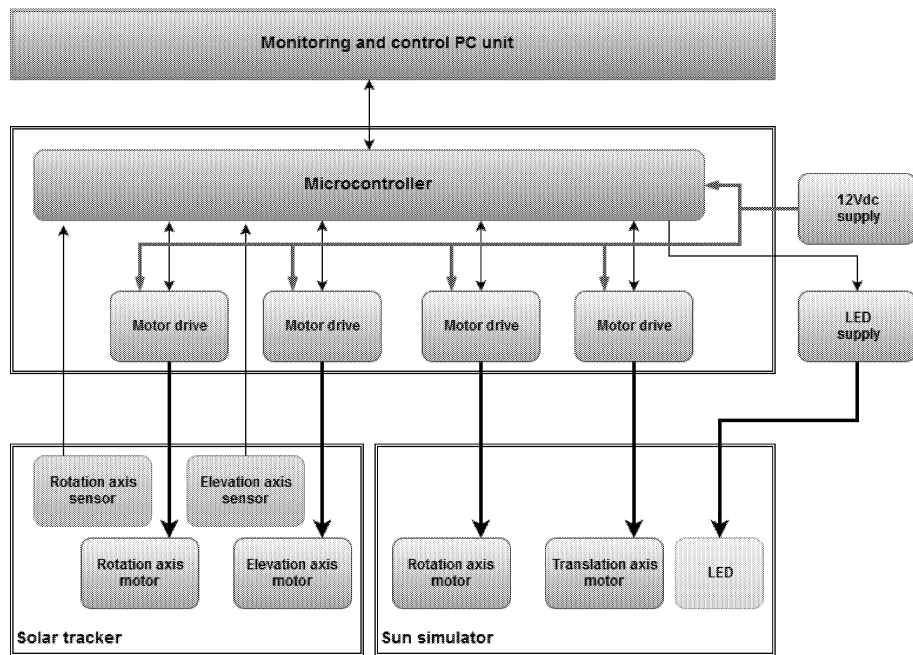 Monitoring and control PC unit
Microcontroller
12Vdc
supply
Motor drive
Motor drive
Motor drive
Motor drive
LED
supply
Rotation axis
sensor
Elevation axis
sensor
Rotation axis
motor
Elevation axis
motor
Rotation axis
motor
Translation axis
motor
LED
Solar tracker
Sun simulator